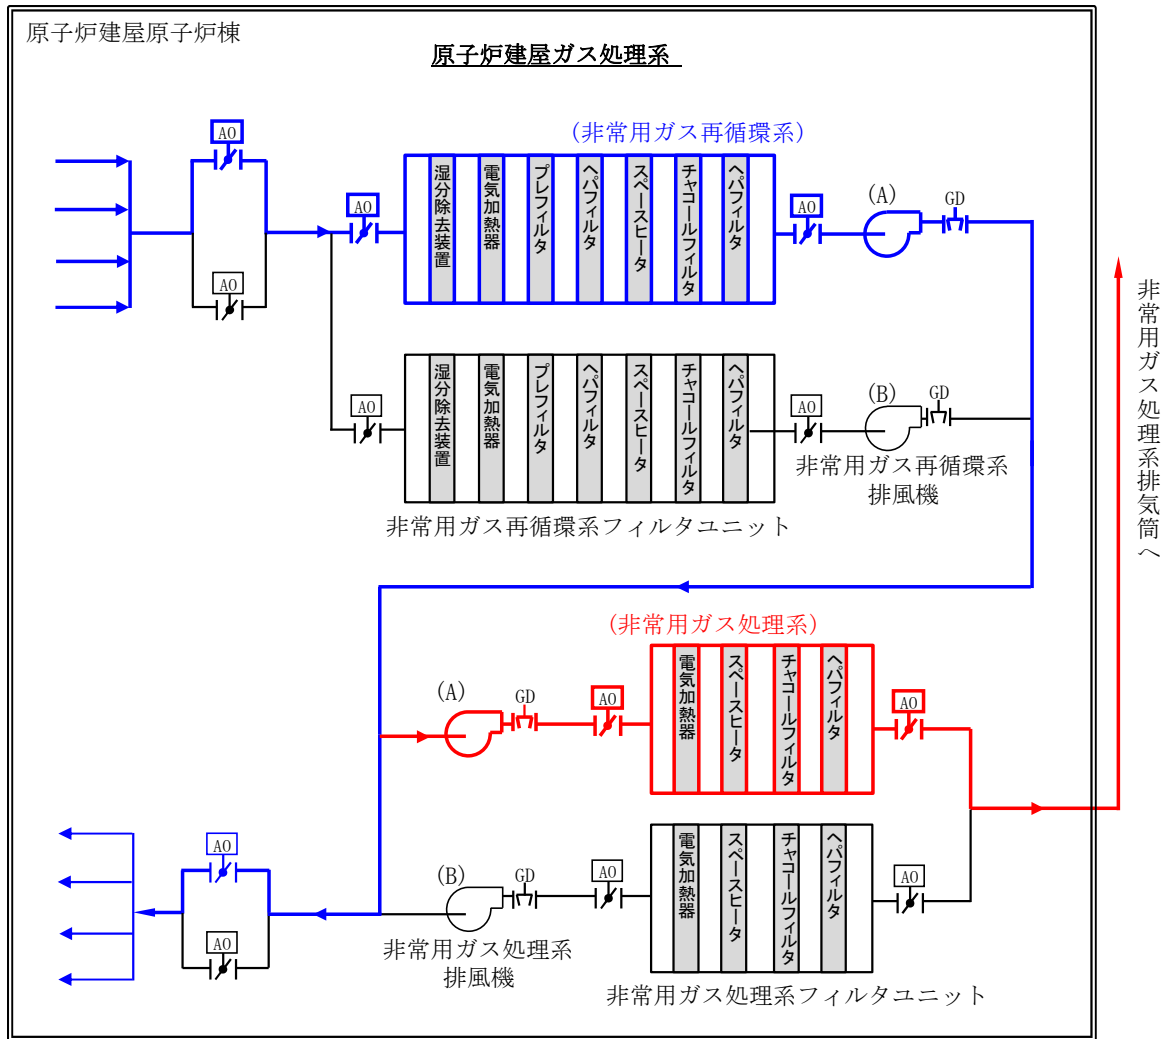 原子炉建屋原子炉棟
原子炉建屋ガス処理系
(非常用ガス再循環系)
AO
AO
AO
湿分除去装置
電気加熱器
プレフィルタ
ヘパフィルタ
スペースヒータ
チャコールフィルタ
ヘパフィルタ
AO
(A)
GD
AO
湿分除去装置
電気加熱器
プレフィルタ
ヘパフィルタ
スペースヒータ
チャコールフィルタ
ヘパフィルタ
AO
(B)
GD
非常用ガス再循環系
排風機
非常用ガス再循環系フィルタユニット
非常用ガス処理系排気筒へ
(非常用ガス処理系)
(A)
GD
AO
電気加熱器
スペースヒータ
チャコールフィルタ
ヘパフィルタ
AO
AO
AO
(B)
GD
AO
電気加熱器
スペースヒータ
チャコールフィルタ
ヘパフィルタ
AO
非常用ガス処理系
排風機
非常用ガス処理系フィルタユニット